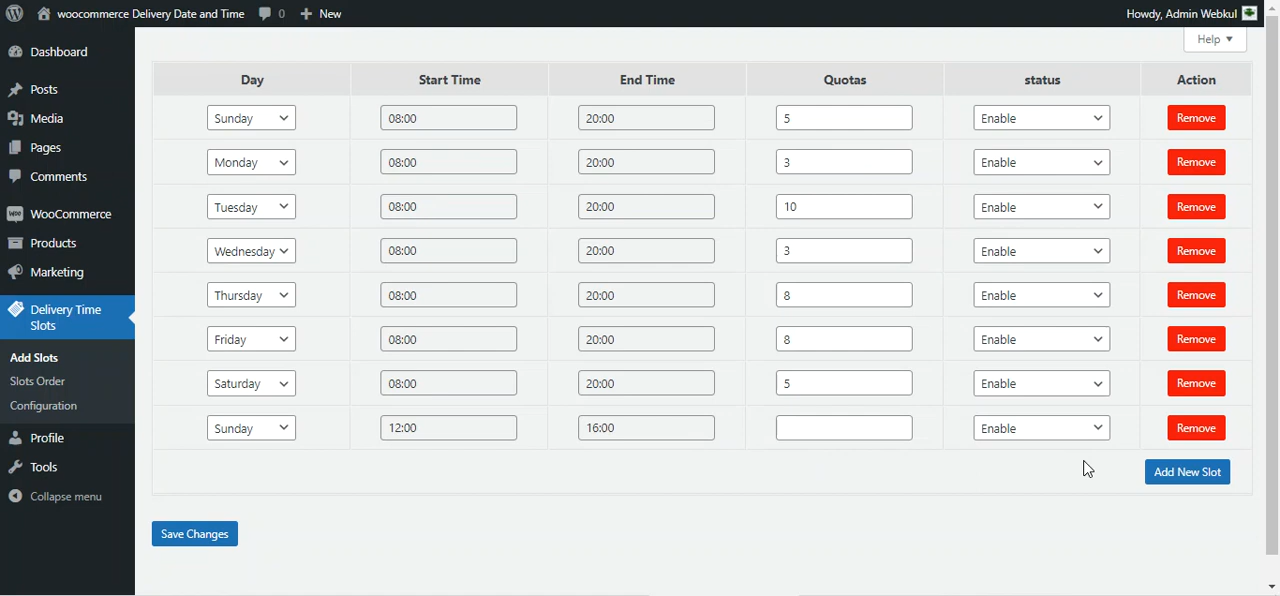 woocommerce Delivery Date and Time 0 New Howdy, Admin Webkul
Help
Dashboard
Posts
Media
Pages
Comments
WooCommerce
Products
Marketing
Delivery Time
Slots
Add Slots
Slots Order
Configuration
Profile
Tools
Collapse menu
Day Start Time End Time Quotas status Action
Sunday 08:00 20:00 5 Enable Remove
Monday 08:00 20:00 3 Enable Remove
Tuesday 08:00 20:00 10 Enable Remove
Wednesday 08:00 20:00 3 Enable Remove
Thursday 08:00 20:00 8 Enable Remove
Friday 08:00 20:00 8 Enable Remove
Saturday 08:00 20:00 5 Enable Remove
Sunday 12:00 16:00 Enable Remove
Add New Slot
Save Changes